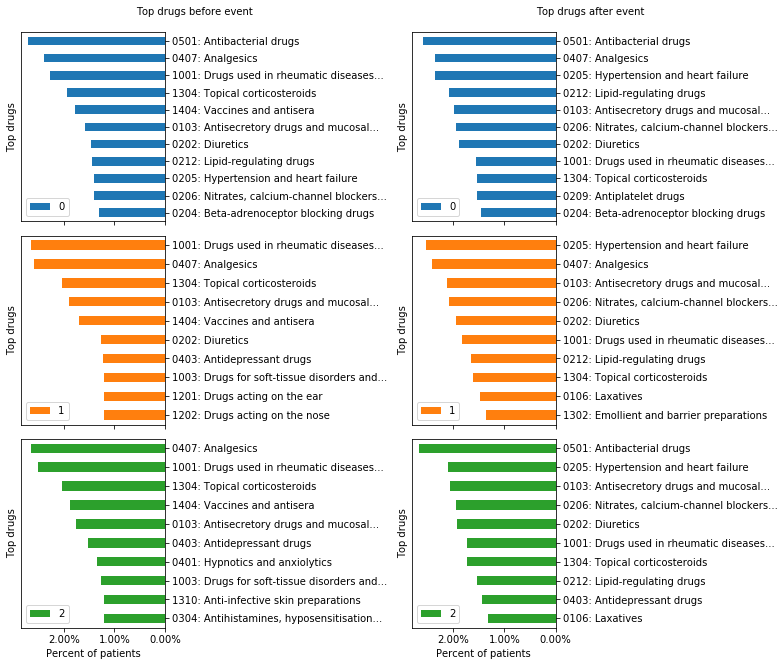 Top drugs before event
Top drugs
0501: Antibacterial drugs
0407: Analgesics
1001: Drugs used in rheumatic diseases...
1304: Topical corticosteroids
1404: Vaccines and antisera
0103: Antisecretory drugs and mucosal...
0202: Diuretics
0212: Lipid-regulating drugs
0205: Hypertension and heart failure
0206: Nitrates, calcium-channel blockers...
0204: Beta-adrenoceptor blocking drugs
0
Top drugs after event
Top drugs
0501: Antibacterial drugs
0407: Analgesics
0205: Hypertension and heart failure
0212: Lipid-regulating drugs
0103: Antisecretory drugs and mucosal...
0206: Nitrates, calcium-channel blockers...
0202: Diuretics
1001: Drugs used in rheumatic diseases...
1304: Topical corticosteroids
0209: Antiplatelet drugs
0204: Beta-adrenoceptor blocking drugs
0
Top drugs
1001: Drugs used in rheumatic diseases...
0407: Analgesics
1304: Topical corticosteroids
0103: Antisecretory drugs and mucosal...
1404: Vaccines and antisera
0202: Diuretics
0403: Antidepressant drugs
1003: Drugs for soft-tissue disorders and...
1201: Drugs acting on the ear
1202: Drugs acting on the nose
1
Top drugs
0205: Hypertension and heart failure
0407: Analgesics
0103: Antisecretory drugs and mucosal...
0206: Nitrates, calcium-channel blockers...
0202: Diuretics
1001: Drugs used in rheumatic diseases...
0212: Lipid-regulating drugs
1304: Topical corticosteroids
0106: Laxatives
1302: Emollient and barrier preparations
1
Top drugs
0407: Analgesics
1001: Drugs used in rheumatic diseases...
1304: Topical corticosteroids
1404: Vaccines and antisera
0103: Antisecretory drugs and mucosal...
0403: Antidepressant drugs
0401: Hypnotics and anxiolytics
1003: Drugs for soft-tissue disorders and...
1310: Anti-infective skin preparations
0304: Antihistamines, hyposensitisation...
2
2.00% 1.00% 0.00%
Percent of patients
Top drugs
0501: Antibacterial drugs
0205: Hypertension and heart failure
0103: Antisecretory drugs and mucosal...
0206: Nitrates, calcium-channel blockers...
0202: Diuretics
1001: Drugs used in rheumatic diseases...
1304: Topical corticosteroids
0212: Lipid-regulating drugs
0403: Antidepressant drugs
0106: Laxatives
2
2.00% 1.00% 0.00%
Percent of patients